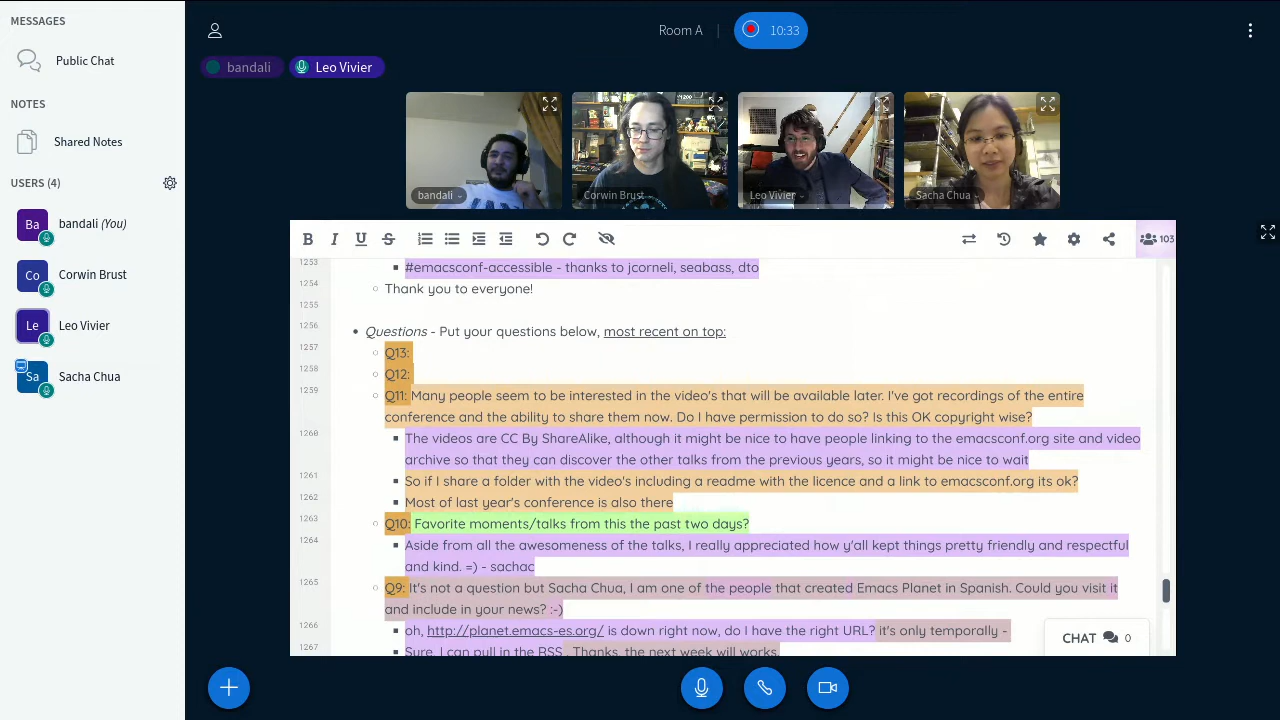 MESSAGES
Public Chat
NOTES
Shared Notes
USERS (4)
Ba bandali (You)
Co Corwin Brust
Le Leo Vivier
Sa Sacha Chua
Room A
10:33
bandali
Leo Vivier
bandali
Corwin Brust
Leo Vivier
Sacha Chua
B I U S
103
1253 #emacsconf-accessible - thanks to jcorneli, seabass, dto
1254 Thank you to everyone!
1255
1256 Questions - Put your questions below, most recent on top:
1257 Q13:
1258 Q12:
1259 Q11: Many people seem to be interested in the video's that will be available later. I've got recordings of the entire
conference and the ability to share them now. Do I have permission to do so? Is this OK copyright wise?
1260 The videos are CC By ShareAlike, although it might be nice to have people linking to the emacsconf.org site and video
archive so that they can discover the other talks from the previous years, so it might be nice to wait
1261 So if I share a folder with the video's including a readme with the licence and a link to emacsconf.org its ok?
1262 Most of last year's conference is also there
1263 Q10: Favorite moments/talks from this the past two days?
1264 Aside from all the awesomeness of the talks, I really appreciated how y'all kept things pretty friendly and respectful
and kind. =) - sachac
1265 Q9: It's not a question but Sacha Chua, I am one of the people that created Emacs Planet in Spanish. Could you visit it
and include in your news? :-)
1266 oh, http://planet.emacs-es.org/ is down right now, do I have the right URL? it's only temporally -
1267 Sure, I can pull in the RSS . Thanks, the next week will works.
CHAT 0